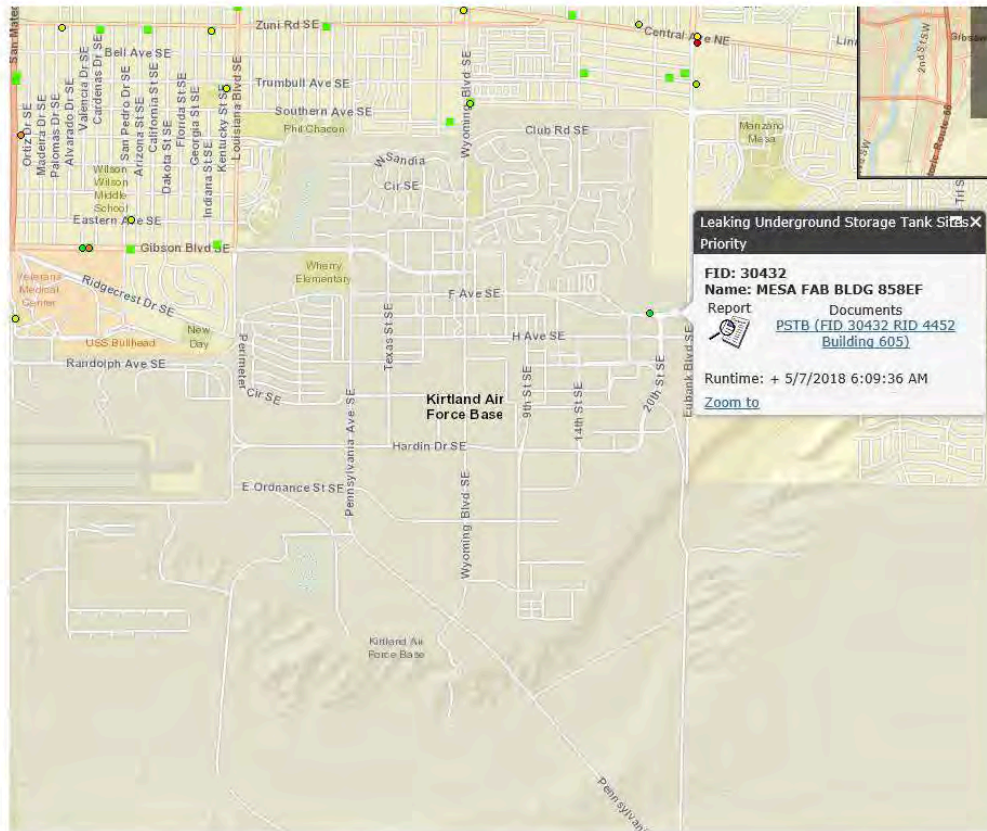 San Mateo
Zuni Rd SE
Central Ave NE
Bell Ave SE
Trumbull Ave SE
Southern Ave SE
Phil Chacon
Club Rd SE
Manzano
Mesa
2nd St SW
Ortiz Dr SE
Madeira Dr SE
Palomas Dr SE
Alvarado Dr SE
Valencia Dr SE
Cardenas Dr SE
San Pedro Dr SE
Arizona St SE
California St SE
Dakota St SE
Florida St SE
Georgia St SE
Indiana St SE
Kentucky St SE
Louisiana Blvd SE
Wyoming Blvd SE
W Sandia
Cir SE
Wilson
Wilson
Middle
School
Eastern Ave SE
Gibson Blvd SE
Veterans
Medical
Center
Ridgecrest Dr SE
Wherry
Elementary
F Ave SE
H Ave SE
Texas St SE
USS Bullhead
New
Day
Randolph Ave SE
Perimeter
Cir SE
Pennsylvania Ave SE
Kirtland Air
Force Base
9th St SE
14th St SE
20th St SE
Eubank Blvd SE
Hardin Dr SE
E Ordnance St SE
Wyoming Blvd SE
Kirtland Air
Force Base
Pennsylvani
Leaking Underground Storage Tank Sites
Priority
FID: 30432
Name: MESA FAB BLDG 858EF
Report
Documents
PSTB (FID 30432 RID 4452
Building 605)
Runtime: + 5/7/2018 6:09:36 AM
Zoom to